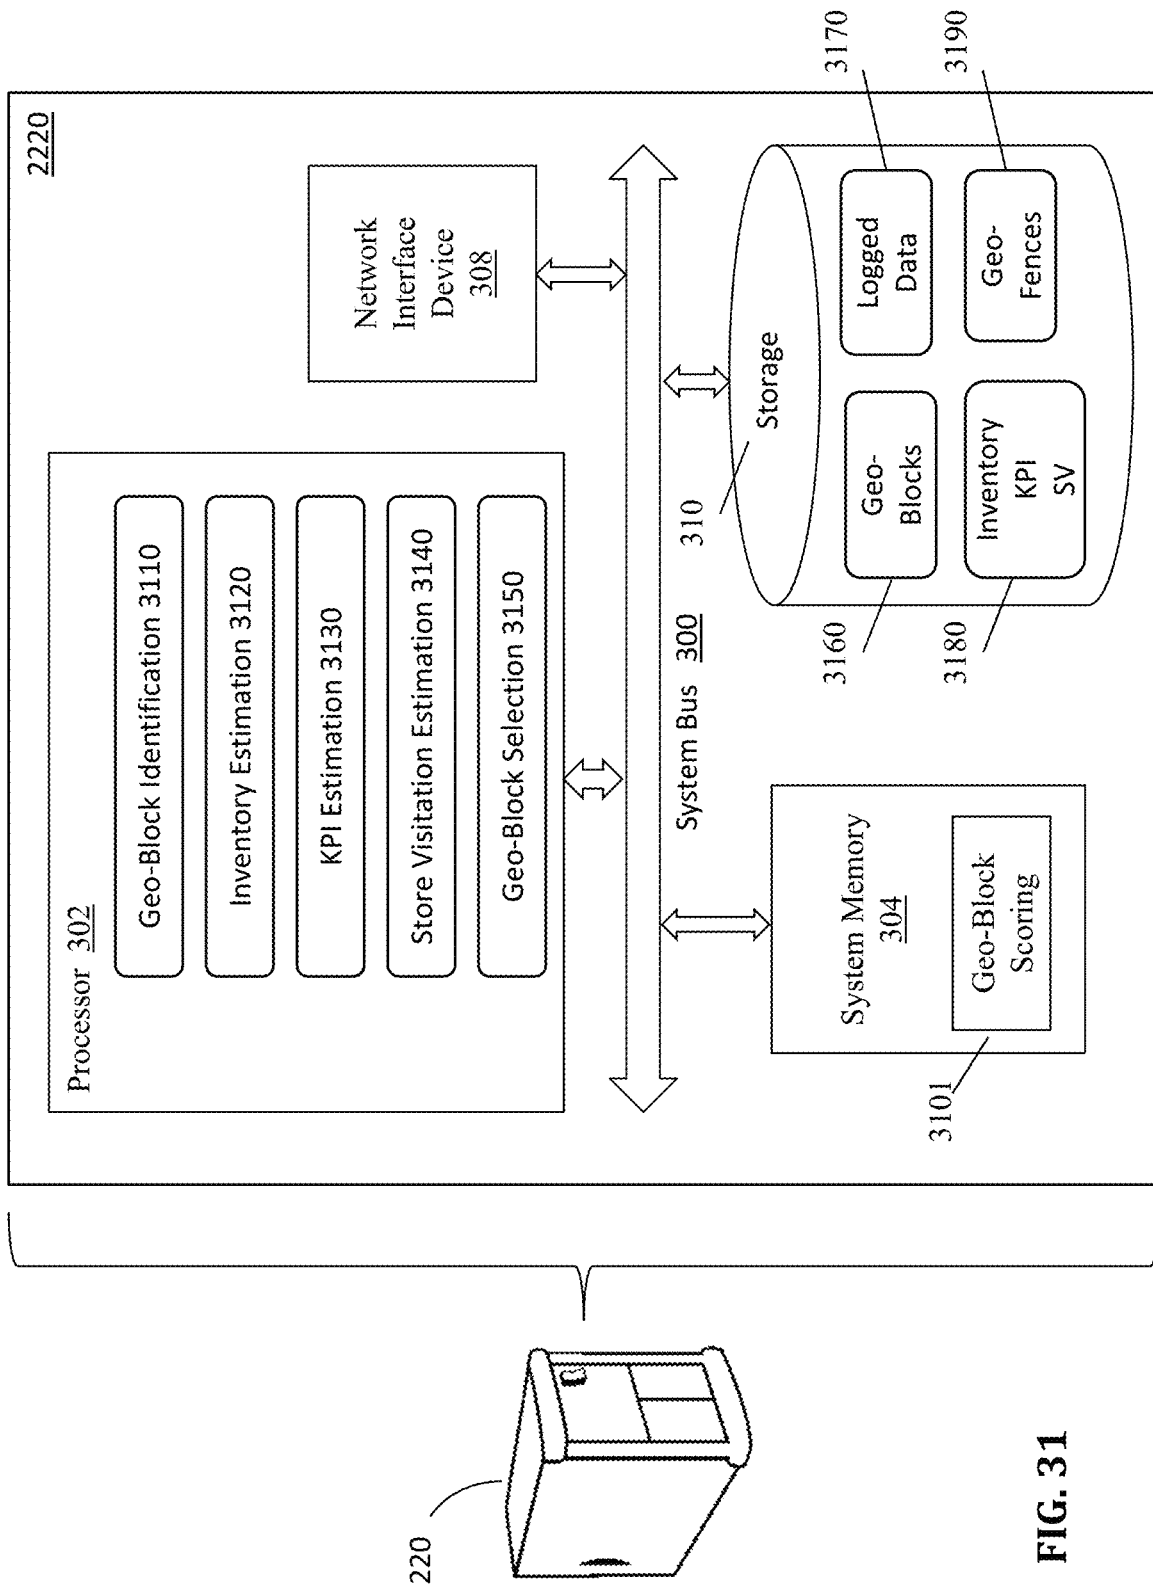 2220
Processor 302
Geo-Block Identification 3110
Inventory Estimation 3120
KPI Estimation 3130
Store Visitation Estimation 3140
Geo-Block Selection 3150
Network
Interface
Device
308
System Bus 300
System Memory
304
Geo-Block
Scoring
3101
310
Storage
Geo-
Blocks
Logged
Data
Inventory
KPI
SV
Geo-
Fences
3160
3180
3170
3190
220
FIG. 31